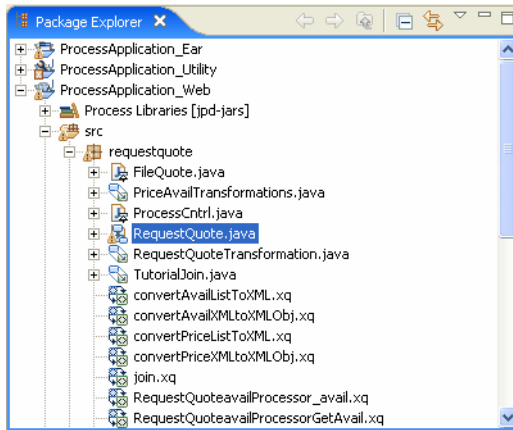 Package Explorer
ProcessApplication_Ear
ProcessApplication_Utility
ProcessApplication_Web
Process Libraries [jpd-jars]
src
requestquote
FileQuote.java
PriceAvailTransformations.java
ProcessCntrl.java
RequestQuote.java
RequestQuoteTransformation.java
TutorialJoin.java
convertAvailListToXML.xq
convertAvailXMLtoXMLObj.xq
convertPriceListToXML.xq
convertPriceXMLtoXMLObj.xq
join.xq
RequestQuoteavailProcessor_avail.xq
RequestQuoteavailProcessorGetAvail.xq